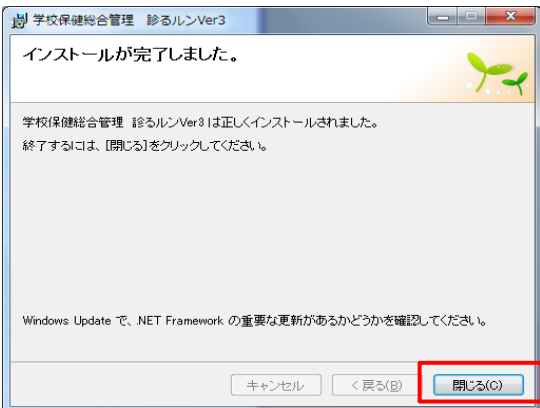 学校保健総合管理　診るルンVer3
インストールが完了しました。
学校保健総合管理　診るルンVer3は正しくインストールされました。
終了するには、[閉じる]をクリックしてください。
Windows Update で、.NET Framework の重要な更新があるかどうかを確認してください。
キャンセル
< 戻る(B)
閉じる(C)